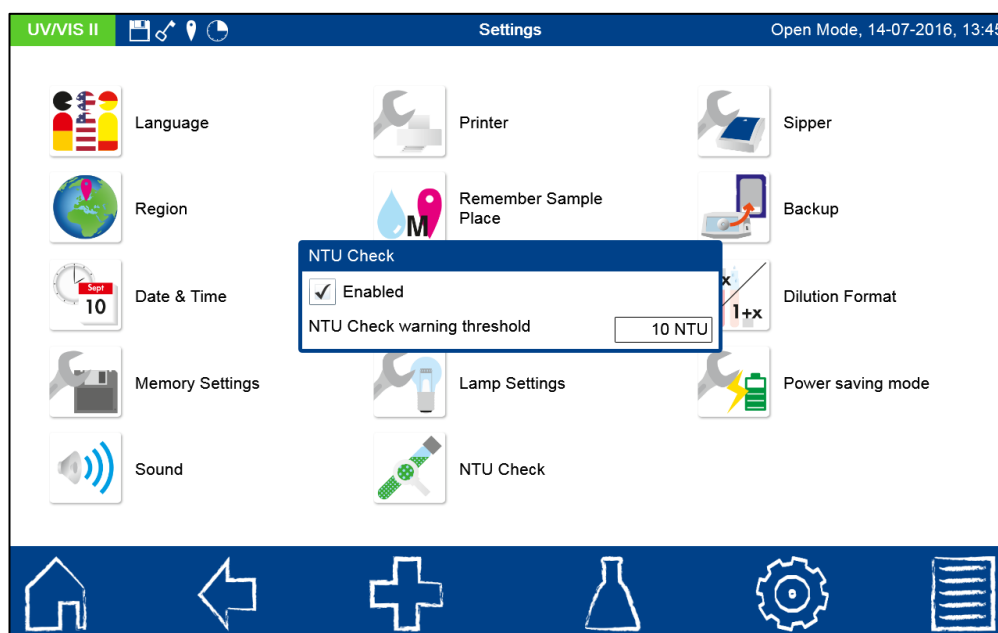 UV/VIS II
Settings
Open Mode, 14-07-2016, 13:45
Language
Printer
Sipper
Region
Remember Sample
Place
M
Backup
NTU Check
Enabled
NTU Check warning threshold
10 NTU
Sept
10
Date & Time
x
1+x
Dilution Format
Memory Settings
Lamp Settings
Power saving mode
Sound
NTU Check